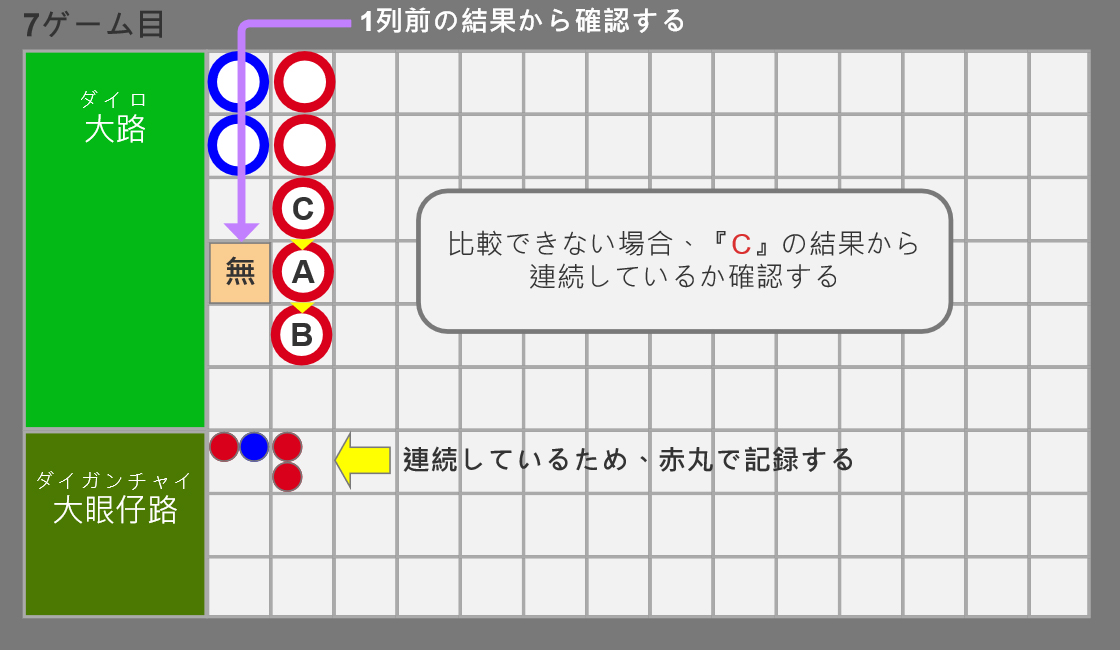 7ゲーム目
1列前の結果から確認する
ダイロ
大路
C
無
A
B
比較できない場合、『C』の結果から
連続しているか確認する
ダイガンチャイ
大眼仔路
連続しているため、赤丸で記録する